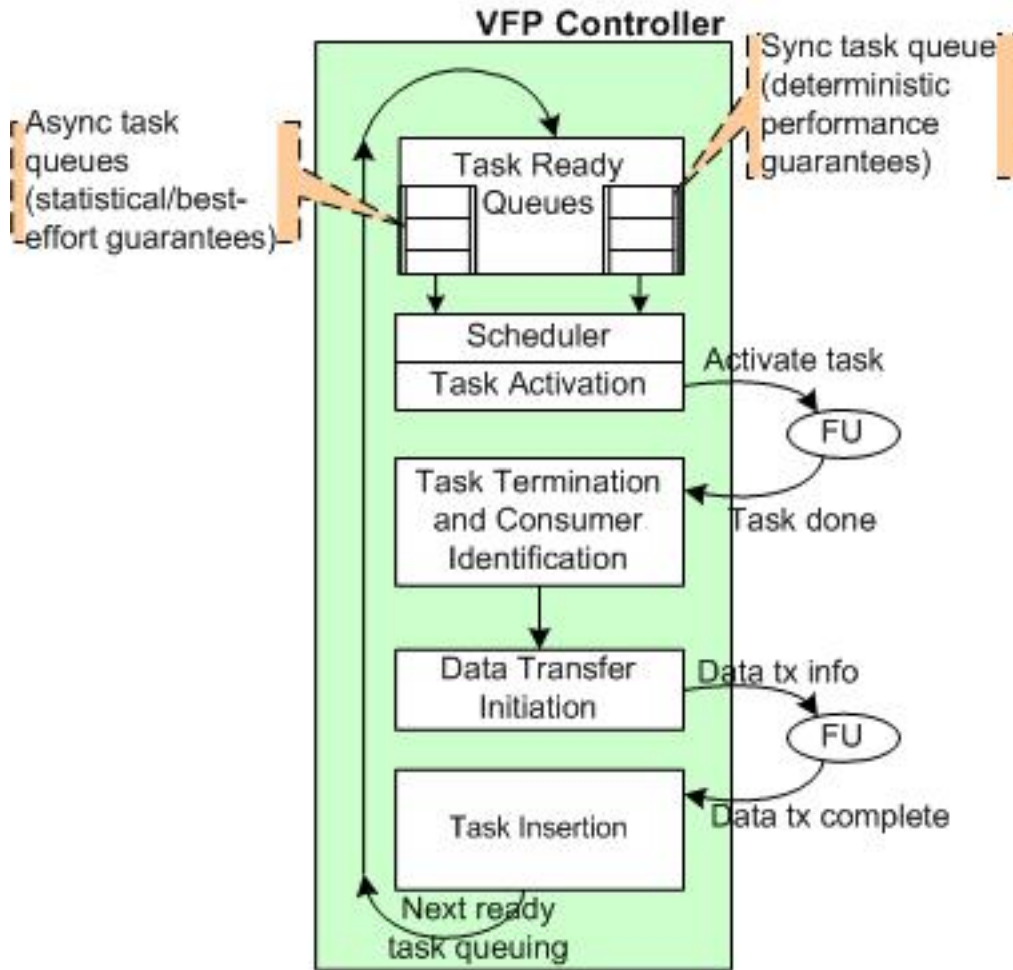 VFP Controller
Async task
queues
(statistical/best-
effort guarantees)
Sync task queue
(deterministic
performance
guarantees)
Task Ready
Queues
Scheduler
Task Activation
Activate task
FU
Task Termination
and Consumer
Identification
Task done
Data Transfer
Initiation
Data tx info
FU
Data tx complete
Task Insertion
Next ready
task queuing